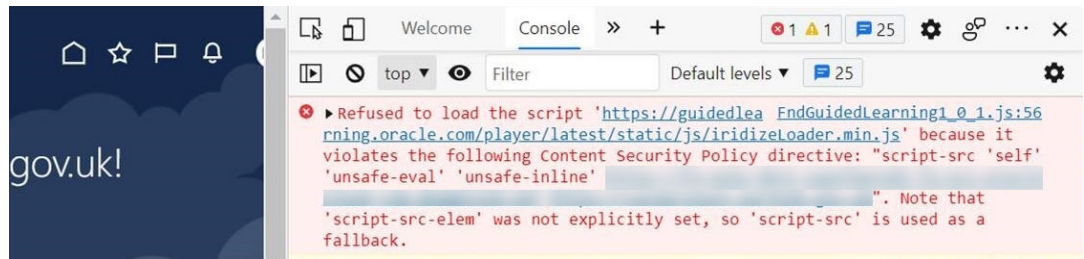 Welcome Console » + 1 1 25 ··· ×
top ▼ Filter Default levels ▼ 25
gov.uk!
▸Refused to load the script 'https://guidedlea EndGuidedLearning1_0_1.js:56
rning.oracle.com/player/latest/static/js/iridizeLoader.min.js' because it
violates the following Content Security Policy directive: "script-src 'self'
'unsafe-eval' 'unsafe-inline'
". Note that
'script-src-elem' was not explicitly set, so 'script-src' is used as a
fallback.